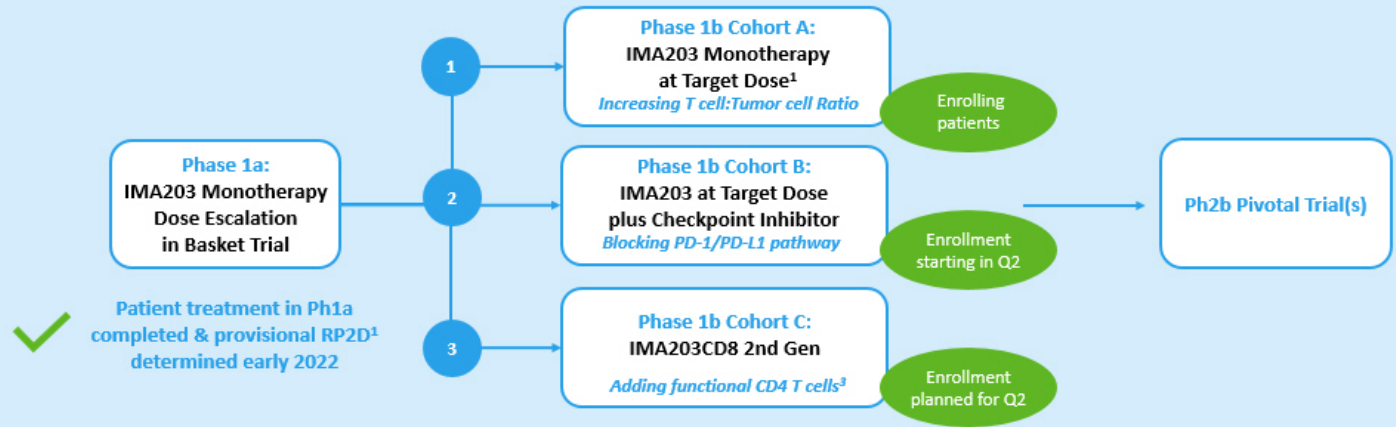 Phase 1a:
IMA203 Monotherapy
Dose Escalation
in Basket Trial
Patient treatment in Ph1a
completed & provisional RP2D¹
determined early 2022
1
Phase 1b Cohort A:
IMA203 Monotherapy
at Target Dose¹
Increasing T cell:Tumor cell Ratio
Enrolling
patients
2
Phase 1b Cohort B:
IMA203 at Target Dose
plus Checkpoint Inhibitor
Blocking PD-1/PD-L1 pathway
Enrollment
starting in Q2
3
Phase 1b Cohort C:
IMA203CD8 2nd Gen
Adding functional CD4 T cells³
Enrollment
planned for Q2
Ph2b Pivotal Trial(s)